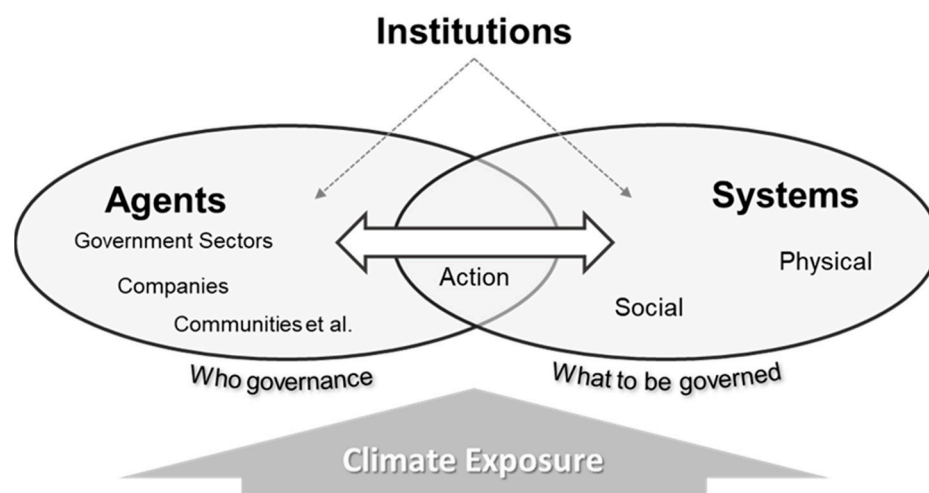 Institutions
Agents
Government Sectors
Companies
Communities et al.
Action
Systems
Physical
Social
Who governance
What to be governed
Climate Exposure